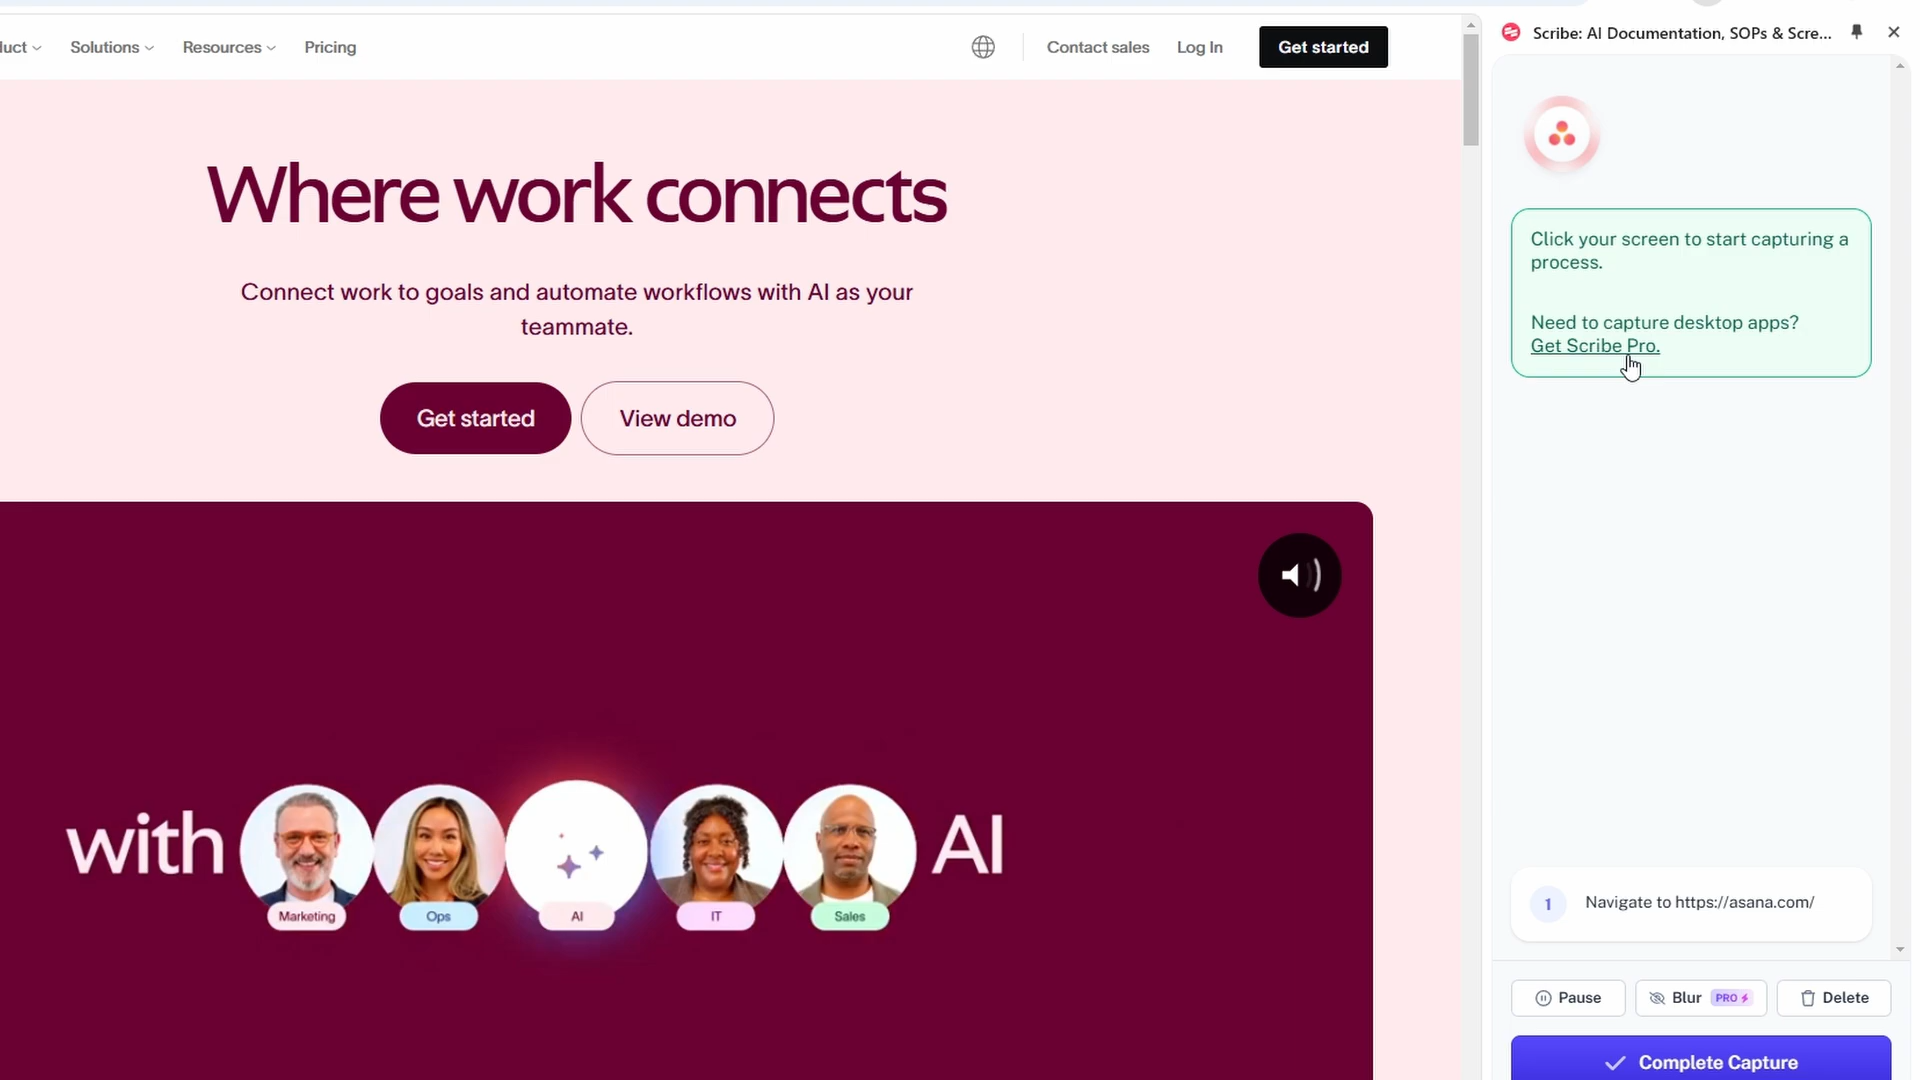 duct
Solutions
Resources
Pricing
Contact sales
Log In
Get started
Where work connects
Connect work to goals and automate workflows with AI as your
teammate.
Get started
View demo
with
AI
Marketing
Ops
AI
IT
Sales
Scribe: AI Documentation, SOPs & Scre...
Click your screen to start capturing a
process.
Need to capture desktop apps?
Get Scribe Pro.
1
Navigate to https://asana.com/
Pause
Blur PRO
Delete
Complete Capture